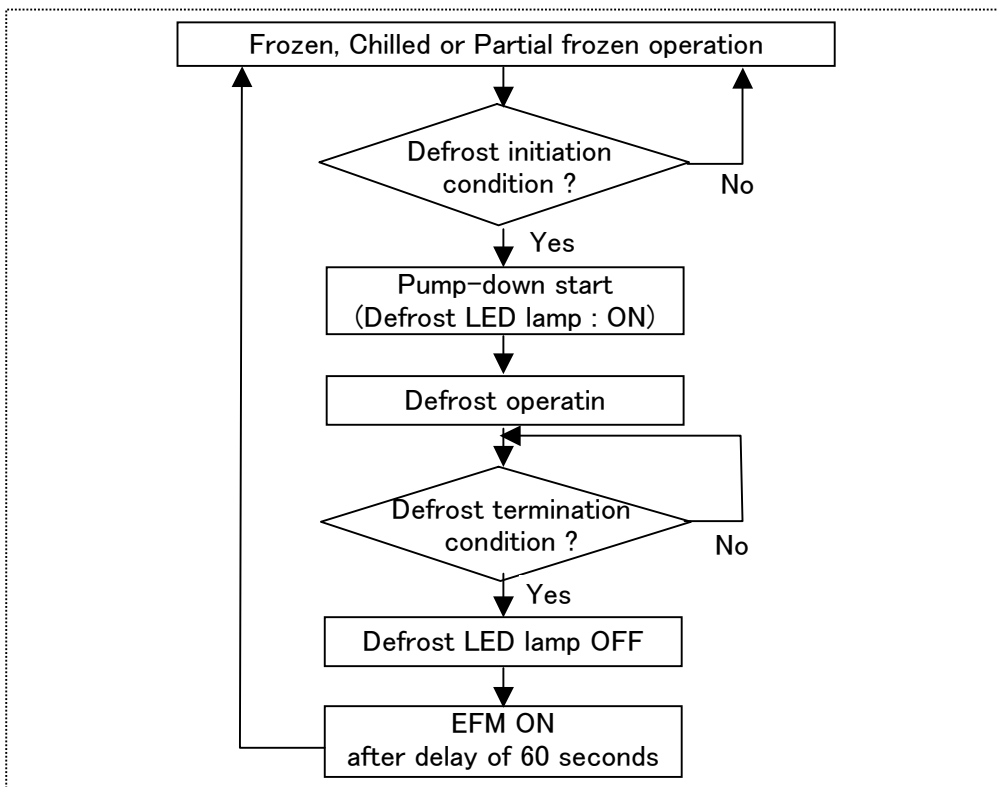 Frozen, Chilled or Partial frozen operation
Defrost initiation
condition ?
No
Yes
Pump-down start
(Defrost LED lamp : ON)
Defrost operatin
Defrost termination
condition ?
No
Yes
Defrost LED lamp OFF
EFM ON
after delay of 60 seconds